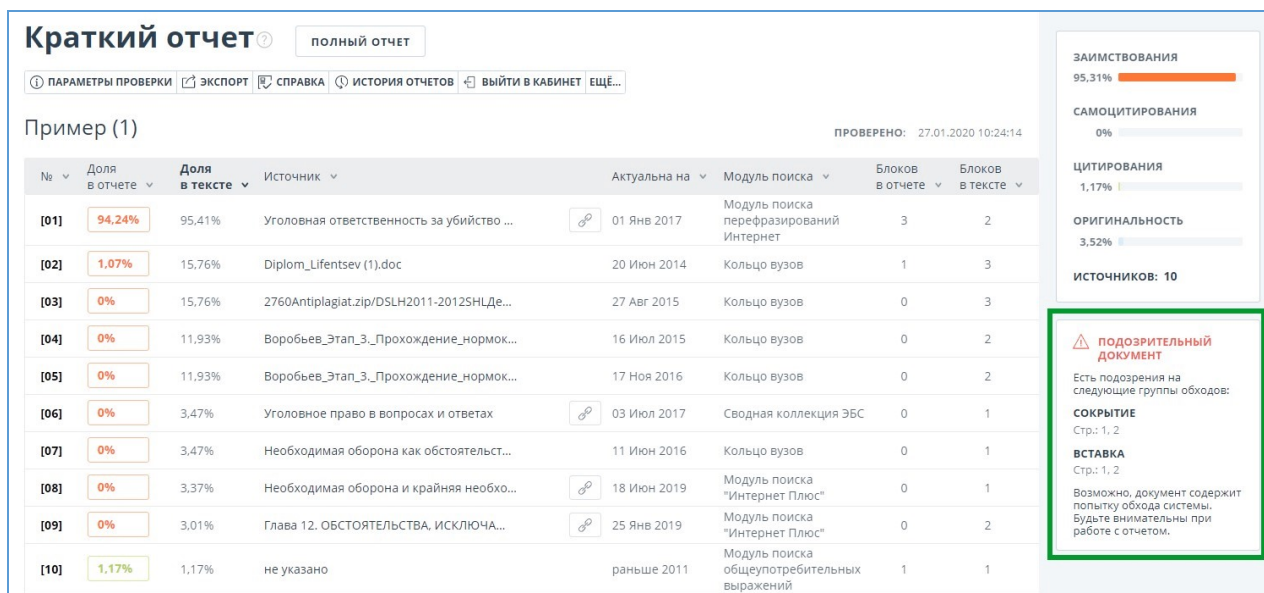 Краткий отчет ?
ПОЛНЫЙ ОТЧЕТ
ПАРАМЕТРЫ ПРОВЕРКИ ЭКСПОРТ СПРАВКА ИСТОРИЯ ОТЧЕТОВ ВЫЙТИ В КАБИНЕТ ЕЩЁ...
Пример (1)
ПРОВЕРЕНО: 27.01.2020 10:24:14
№ Доля в отчете Доля в тексте Источник Актуальна на Модуль поиска Блоков в отчете Блоков в тексте
[01] 94,24% 95,41% Уголовная ответственность за убийство ... 01 Янв 2017 Модуль поиска перефразирований Интернет 3 2
[02] 1,07% 15,76% Diplom_Lifentsev (1).doc 20 Июн 2014 Кольцо вузов 1 3
[03] 0% 15,76% 2760Antiplagiat.zip/DSLH2011-2012SHLДе... 27 Авг 2015 Кольцо вузов 0 3
[04] 0% 11,93% Воробьев_Этап_3._Прохождение_нормок... 16 Июл 2015 Кольцо вузов 0 2
[05] 0% 11,93% Воробьев_Этап_3._Прохождение_нормок... 17 Ноя 2016 Кольцо вузов 0 2
[06] 0% 3,47% Уголовное право в вопросах и ответах 03 Июл 2017 Сводная коллекция ЭБС 0 1
[07] 0% 3,47% Необходимая оборона как обстоятельст... 11 Июн 2016 Кольцо вузов 0 1
[08] 0% 3,37% Необходимая оборона и крайняя необхо... 18 Июн 2019 Модуль поиска "Интернет Плюс" 0 1
[09] 0% 3,01% Глава 12. ОБСТОЯТЕЛЬСТВА, ИСКЛЮЧА... 25 Янв 2019 Модуль поиска "Интернет Плюс" 0 2
[10] 1,17% 1,17% не указано раньше 2011 Модуль поиска общеупотребительных выражений 1 1
ЗАИМСТВОВАНИЯ
95,31%
САМОЦИТИРОВАНИЯ
0%
ЦИТИРОВАНИЯ
1,17%
ОРИГИНАЛЬНОСТЬ
3,52%
ИСТОЧНИКОВ: 10
ПОДОЗРИТЕЛЬНЫЙ
ДОКУМЕНТ
Есть подозрения на
следующие группы обходов:
СОКРЫТИЕ
Стр.: 1, 2
ВСТАВКА
Стр.: 1, 2
Возможно, документ содержит
попытку обхода системы.
Будьте внимательны при
работе с отчетом.